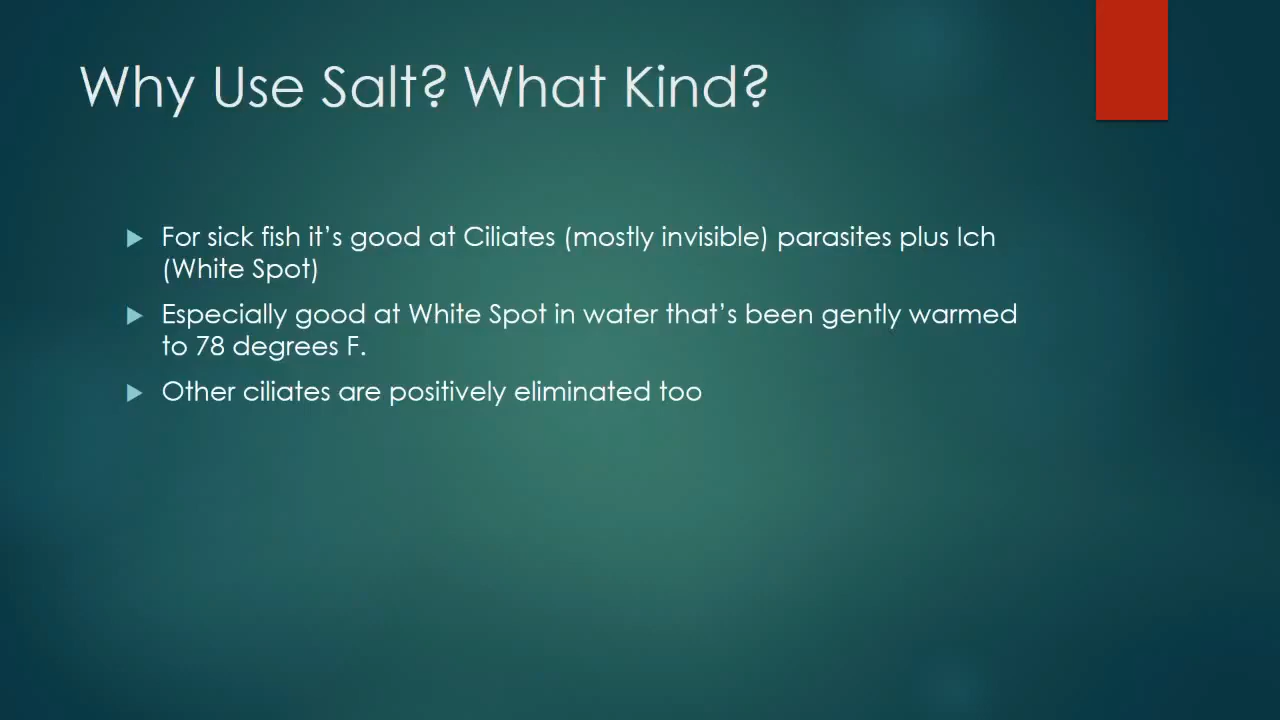 Why Use Salt? What Kind?
For sick fish it’s good at Ciliates (mostly invisible) parasites plus Ich
(White Spot)
Especially good at White Spot in water that’s been gently warmed
to 78 degrees F.
Other ciliates are positively eliminated too